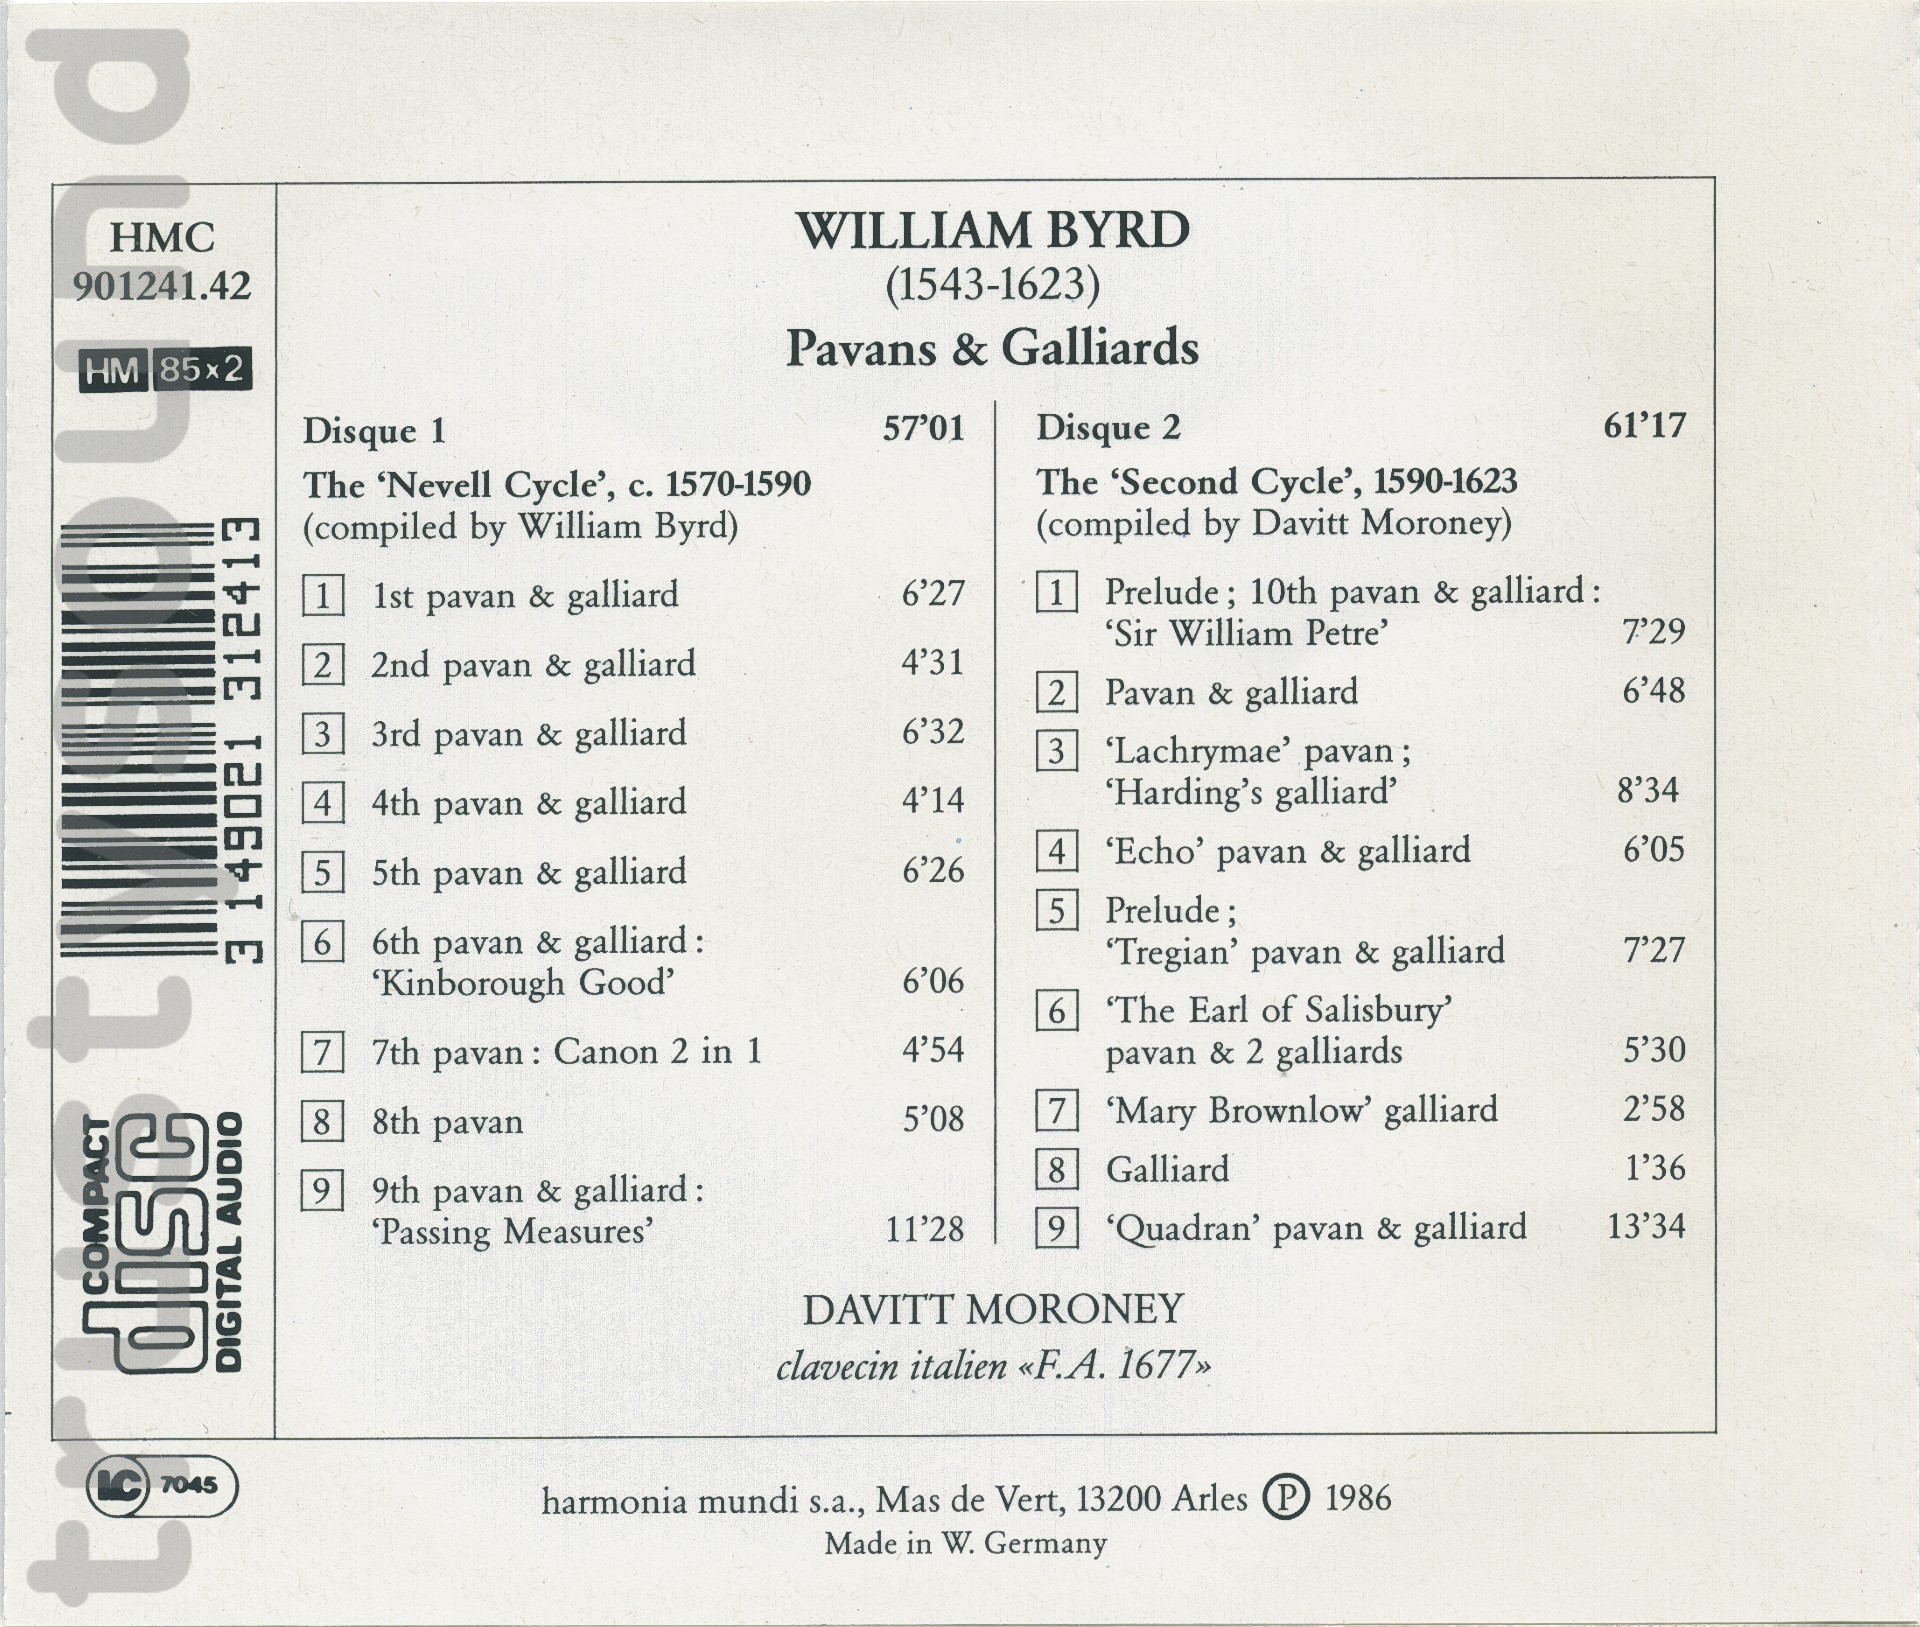 HMC
901241.42
HM 85x2
3 149021 312413
COMPACT
disc
DIGITAL AUDIO
LC 7045
WILLIAM BYRD
(1543-1623)
Pavans & Galliards
Disque 1 57’01
The ‘Nevell Cycle’, c. 1570-1590
(compiled by William Byrd)
1 1st pavan & galliard 6’27
2 2nd pavan & galliard 4’31
3 3rd pavan & galliard 6’32
4 4th pavan & galliard 4’14
5 5th pavan & galliard 6’26
6 6th pavan & galliard :
‘Kinborough Good’ 6’06
7 7th pavan : Canon 2 in 1 4’54
8 8th pavan 5’08
9 9th pavan & galliard :
‘Passing Measures’ 11’28
Disque 2 61’17
The ‘Second Cycle’, 1590-1623
(compiled by Davitt Moroney)
1 Prelude ; 10th pavan & galliard :
‘Sir William Petre’ 7’29
2 Pavan & galliard 6’48
3 ‘Lachrymae’ pavan ;
‘Harding’s galliard’ 8’34
4 ‘Echo’ pavan & galliard 6’05
5 Prelude ;
‘Tregian’ pavan & galliard 7’27
6 ‘The Earl of Salisbury’
pavan & 2 galliards 5’30
7 ‘Mary Brownlow’ galliard 2’58
8 Galliard 1’36
9 ‘Quadran’ pavan & galliard 13’34
DAVITT MORONEY
clavecin italien «F.A. 1677»
harmonia mundi s.a., Mas de Vert, 13200 Arles Ⓟ 1986
Made in W. Germany